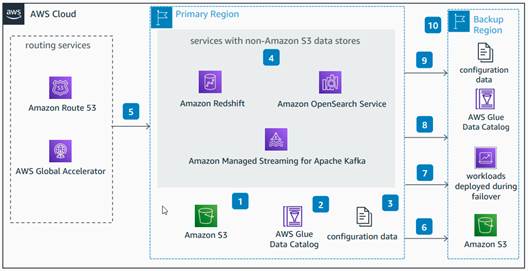 aws
AWS Cloud
routing services
Amazon Route 53
AWS Global Accelerator
5
Primary Region
services with non-Amazon S3 data stores
4
Amazon Redshift
Amazon OpenSearch Service
Amazon Managed Streaming for Apache Kafka
1
Amazon S3
2
AWS Glue
Data Catalog
3
configuration data
9
8
7
6
10
Backup
Region
configuration
data
AWS Glue
Data Catalog
workloads
deployed during
failover
Amazon S3